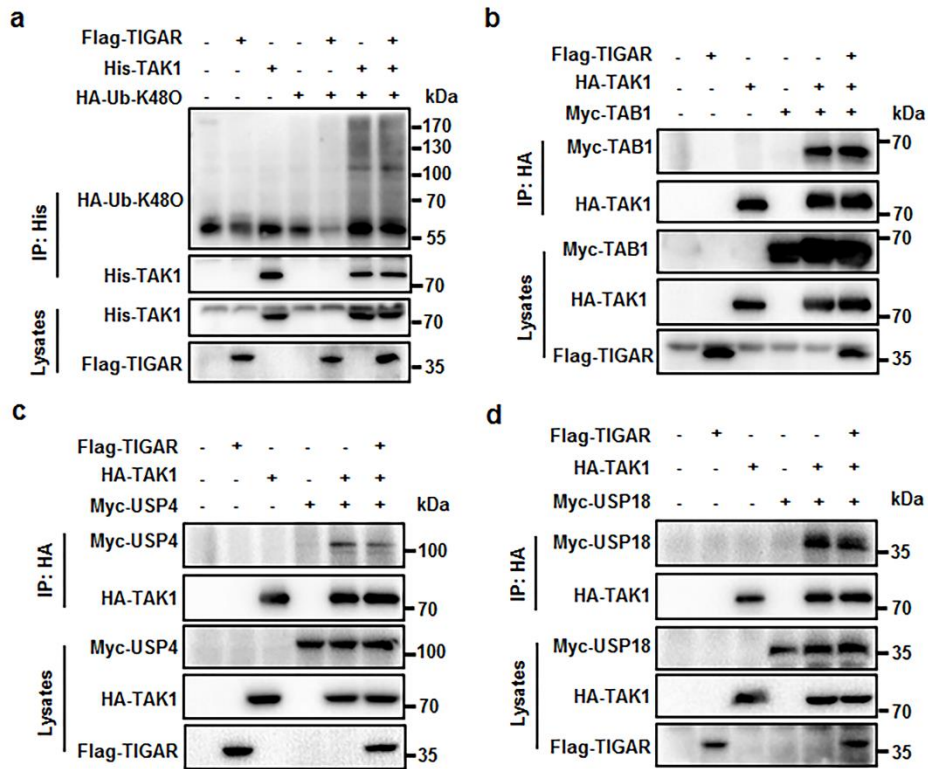 a
Flag-TIGAR - + - - + - +
His-TAK1 - - + - - + +
HA-Ub-K48O - - - + + + + kDa
170
130
100
HA-Ub-K48O 70
55
IP: His
His-TAK1 70
His-TAK1 70
Lysates
Flag-TIGAR 35
b
Flag-TIGAR - + - - - +
HA-TAK1 - - + - + +
Myc-TAB1 - - - + + + kDa
Myc-TAB1 70
IP: HA
HA-TAK1 70
Myc-TAB1 70
HA-TAK1 70
Lysates
Flag-TIGAR 35
c
Flag-TIGAR - + - - - +
HA-TAK1 - - + - + +
Myc-USP4 - - - + + + kDa
Myc-USP4 100
IP: HA
HA-TAK1 70
Myc-USP4 100
HA-TAK1 70
Lysates
Flag-TIGAR 35
d
Flag-TIGAR - + - - - +
HA-TAK1 - - + - + +
Myc-USP18 - - - + + + kDa
Myc-USP18 35
IP: HA
HA-TAK1 70
Myc-USP18 35
HA-TAK1 70
Lysates
Flag-TIGAR 35